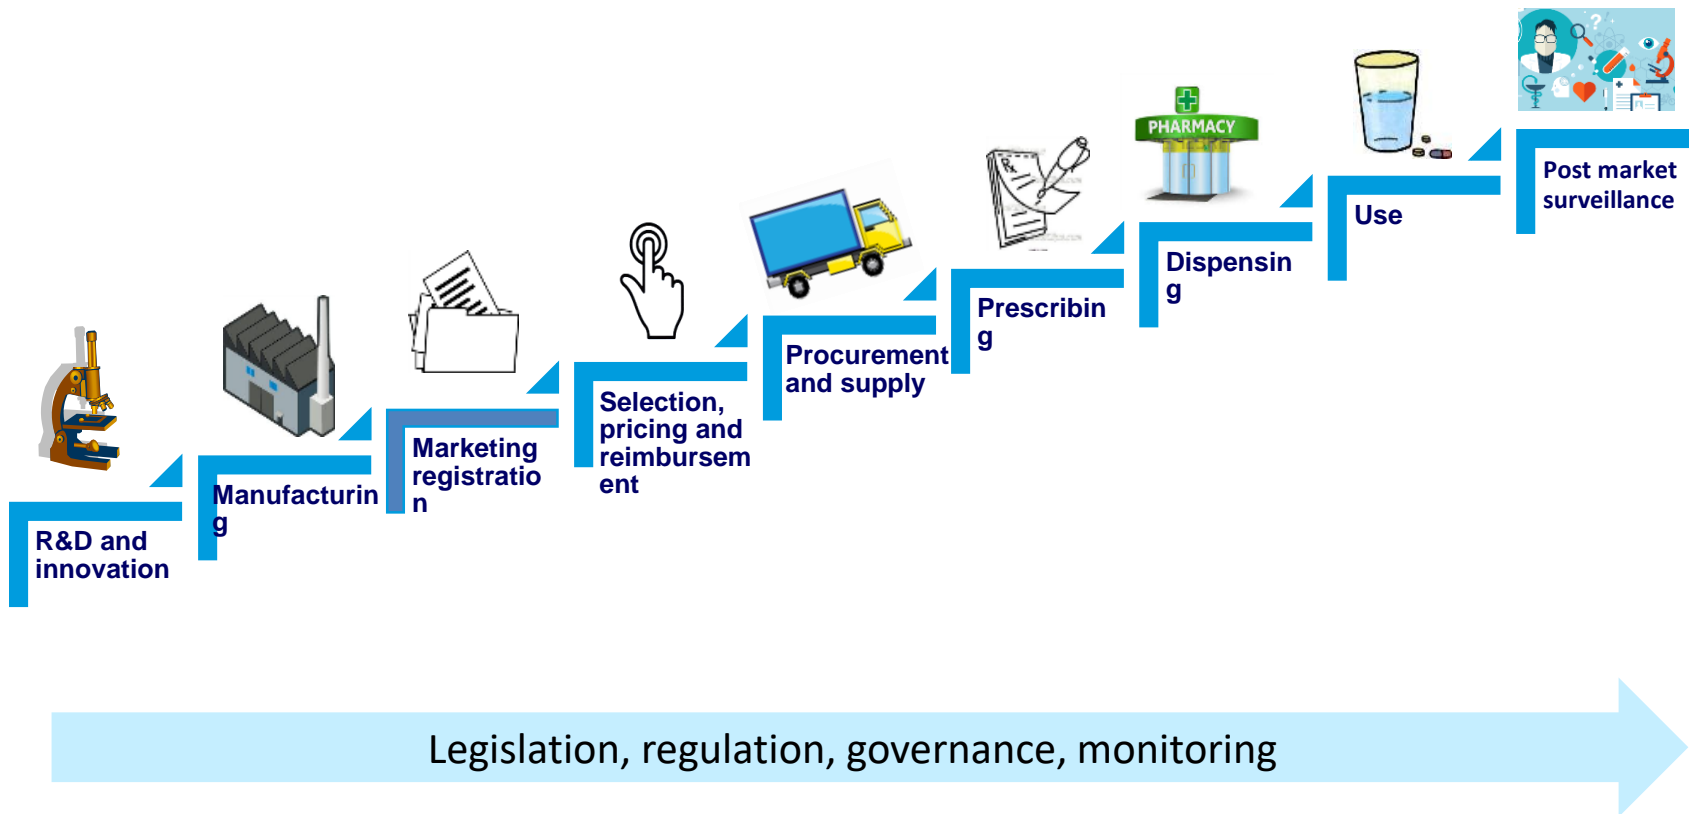 R&D and
innovation
Manufacturin
g
Marketing
registratio
n
Selection,
pricing and
reimbursem
ent
Procurement
and supply
Prescribin
g
PHARMACY
Dispensin
g
Use
Post market
surveillance
Legislation, regulation, governance, monitoring